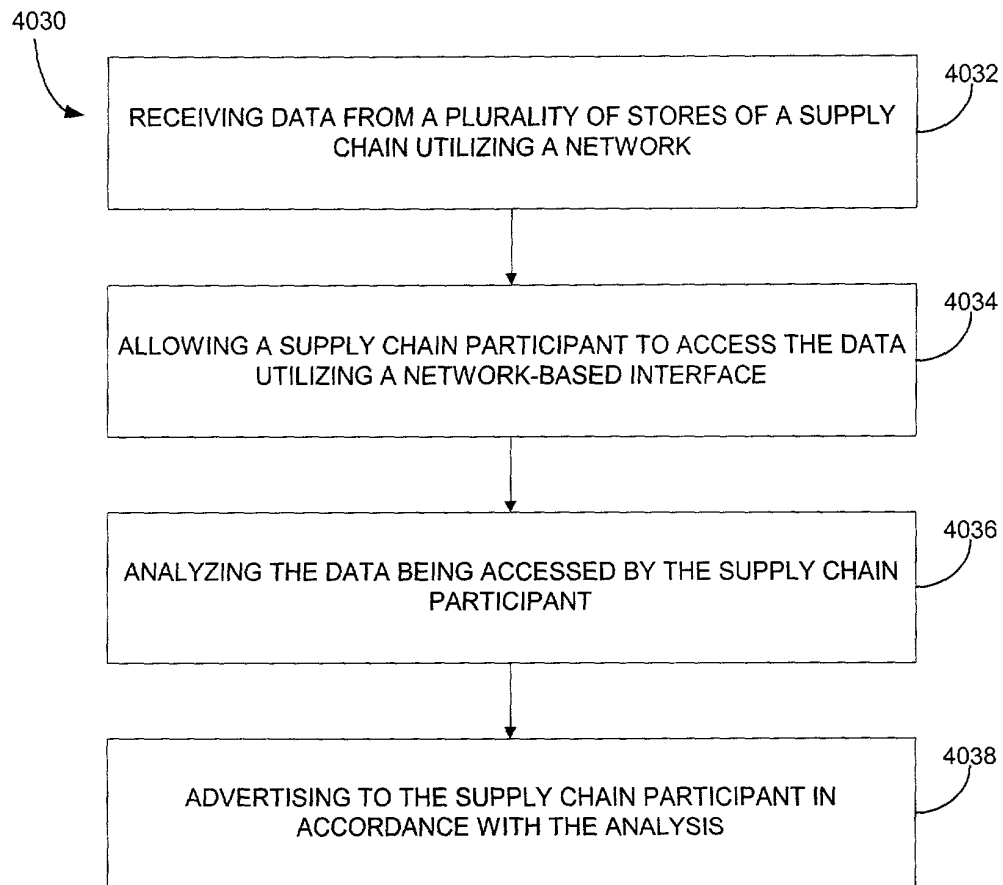 4030
4032
RECEIVING DATA FROM A PLURALITY OF STORES OF A SUPPLY
CHAIN UTILIZING A NETWORK
4034
ALLOWING A SUPPLY CHAIN PARTICIPANT TO ACCESS THE DATA
UTILIZING A NETWORK-BASED INTERFACE
4036
ANALYZING THE DATA BEING ACCESSED BY THE SUPPLY CHAIN
PARTICIPANT
4038
ADVERTISING TO THE SUPPLY CHAIN PARTICIPANT IN
ACCORDANCE WITH THE ANALYSIS